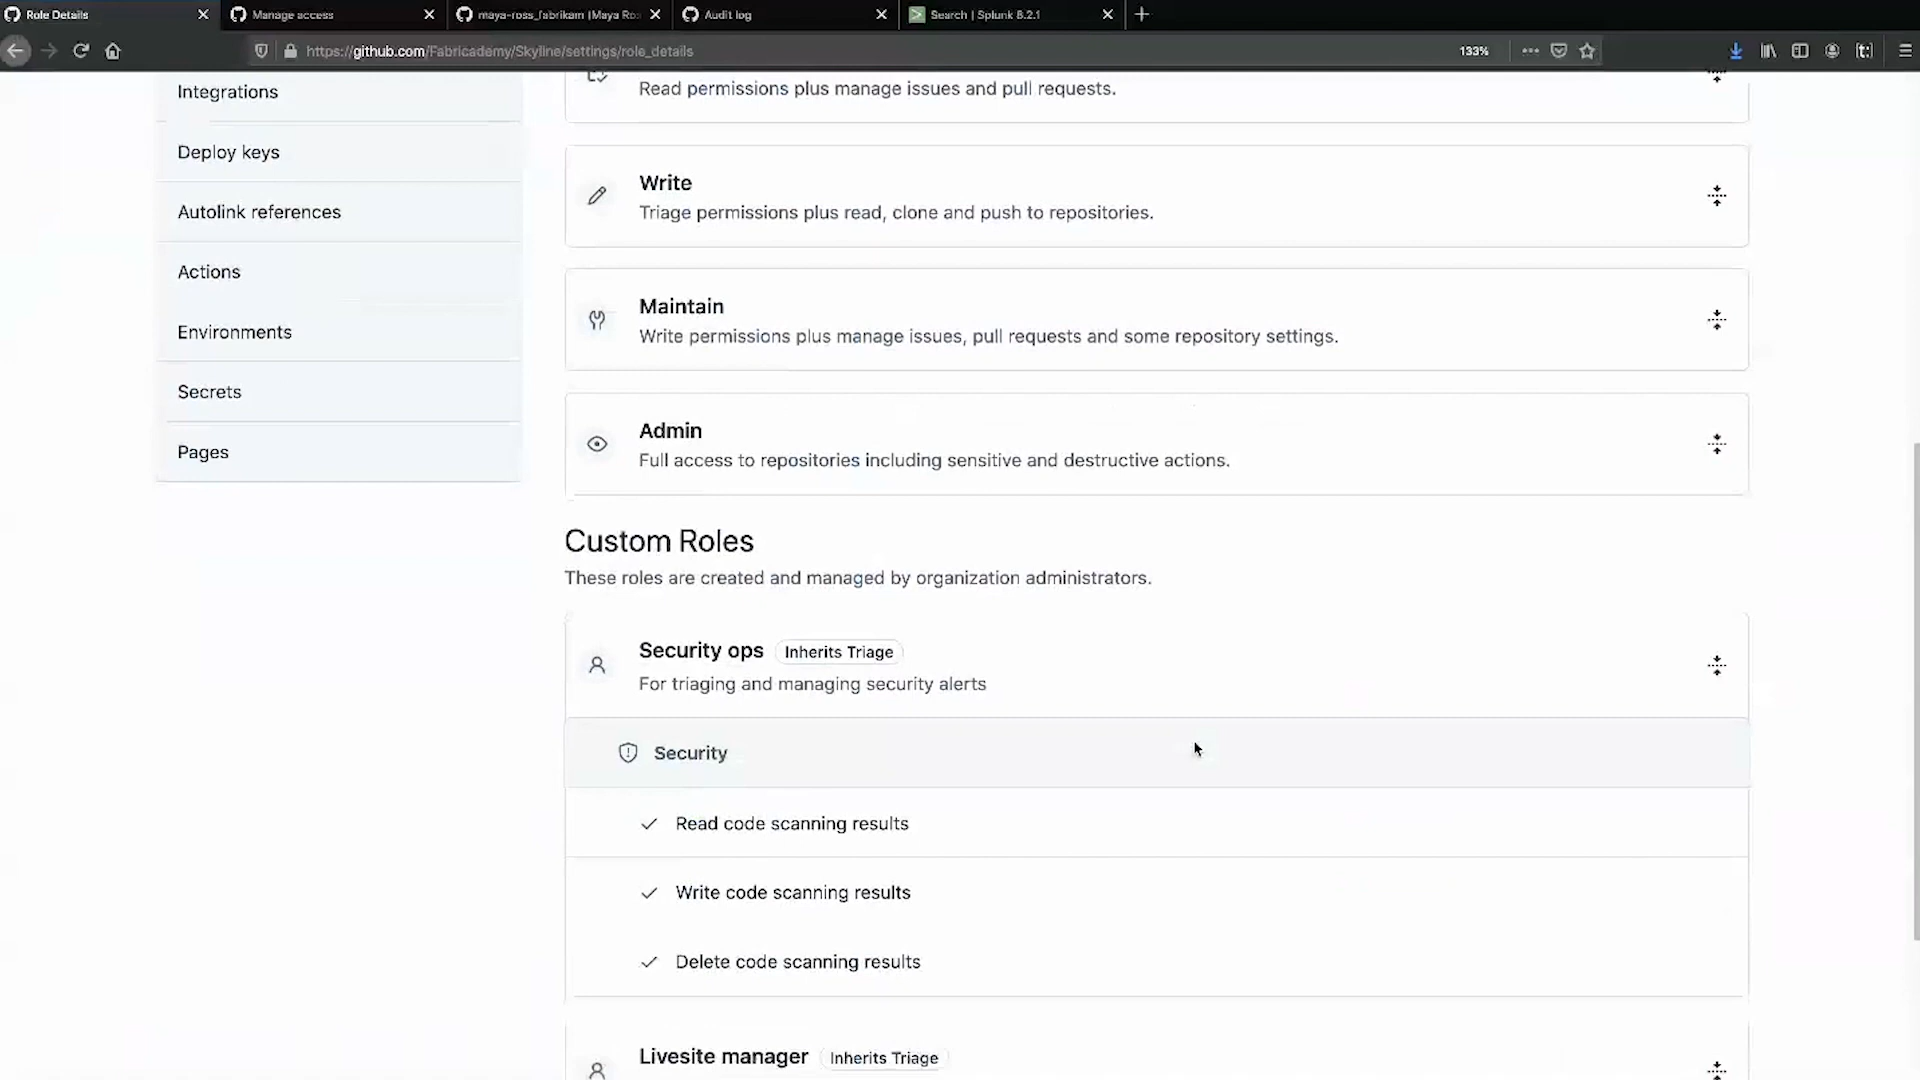 Role Details
Manage access
maya-ross_fabrikam (Maya Ros
Audit log
Search | Splunk 8.2.1
https://github.com/Fabricademy/Skyline/settings/role_details
133%
Integrations
Deploy keys
Autolink references
Actions
Environments
Secrets
Pages
Read permissions plus manage issues and pull requests.
Write
Triage permissions plus read, clone and push to repositories.
Maintain
Write permissions plus manage issues, pull requests and some repository settings.
Admin
Full access to repositories including sensitive and destructive actions.
Custom Roles
These roles are created and managed by organization administrators.
Security ops Inherits Triage
For triaging and managing security alerts
Security
Read code scanning results
Write code scanning results
Delete code scanning results
Livesite manager Inherits Triage